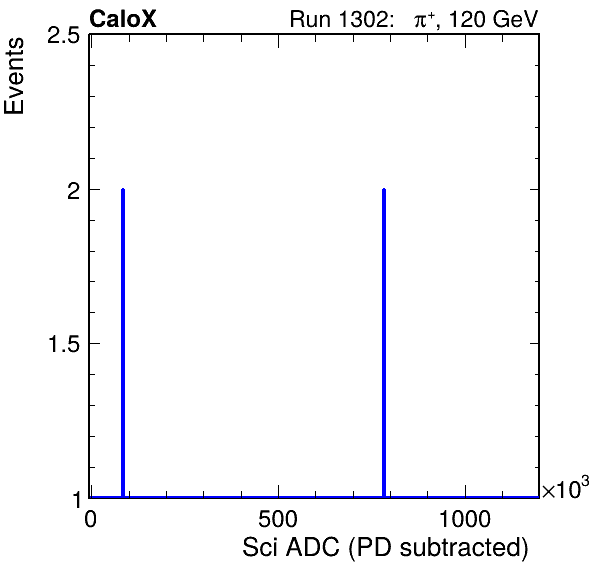 CaloX Run 1302: π+, 120 GeV
Events
2.5
2
1.5
1
0 500 1000
×10³
Sci ADC (PD subtracted)